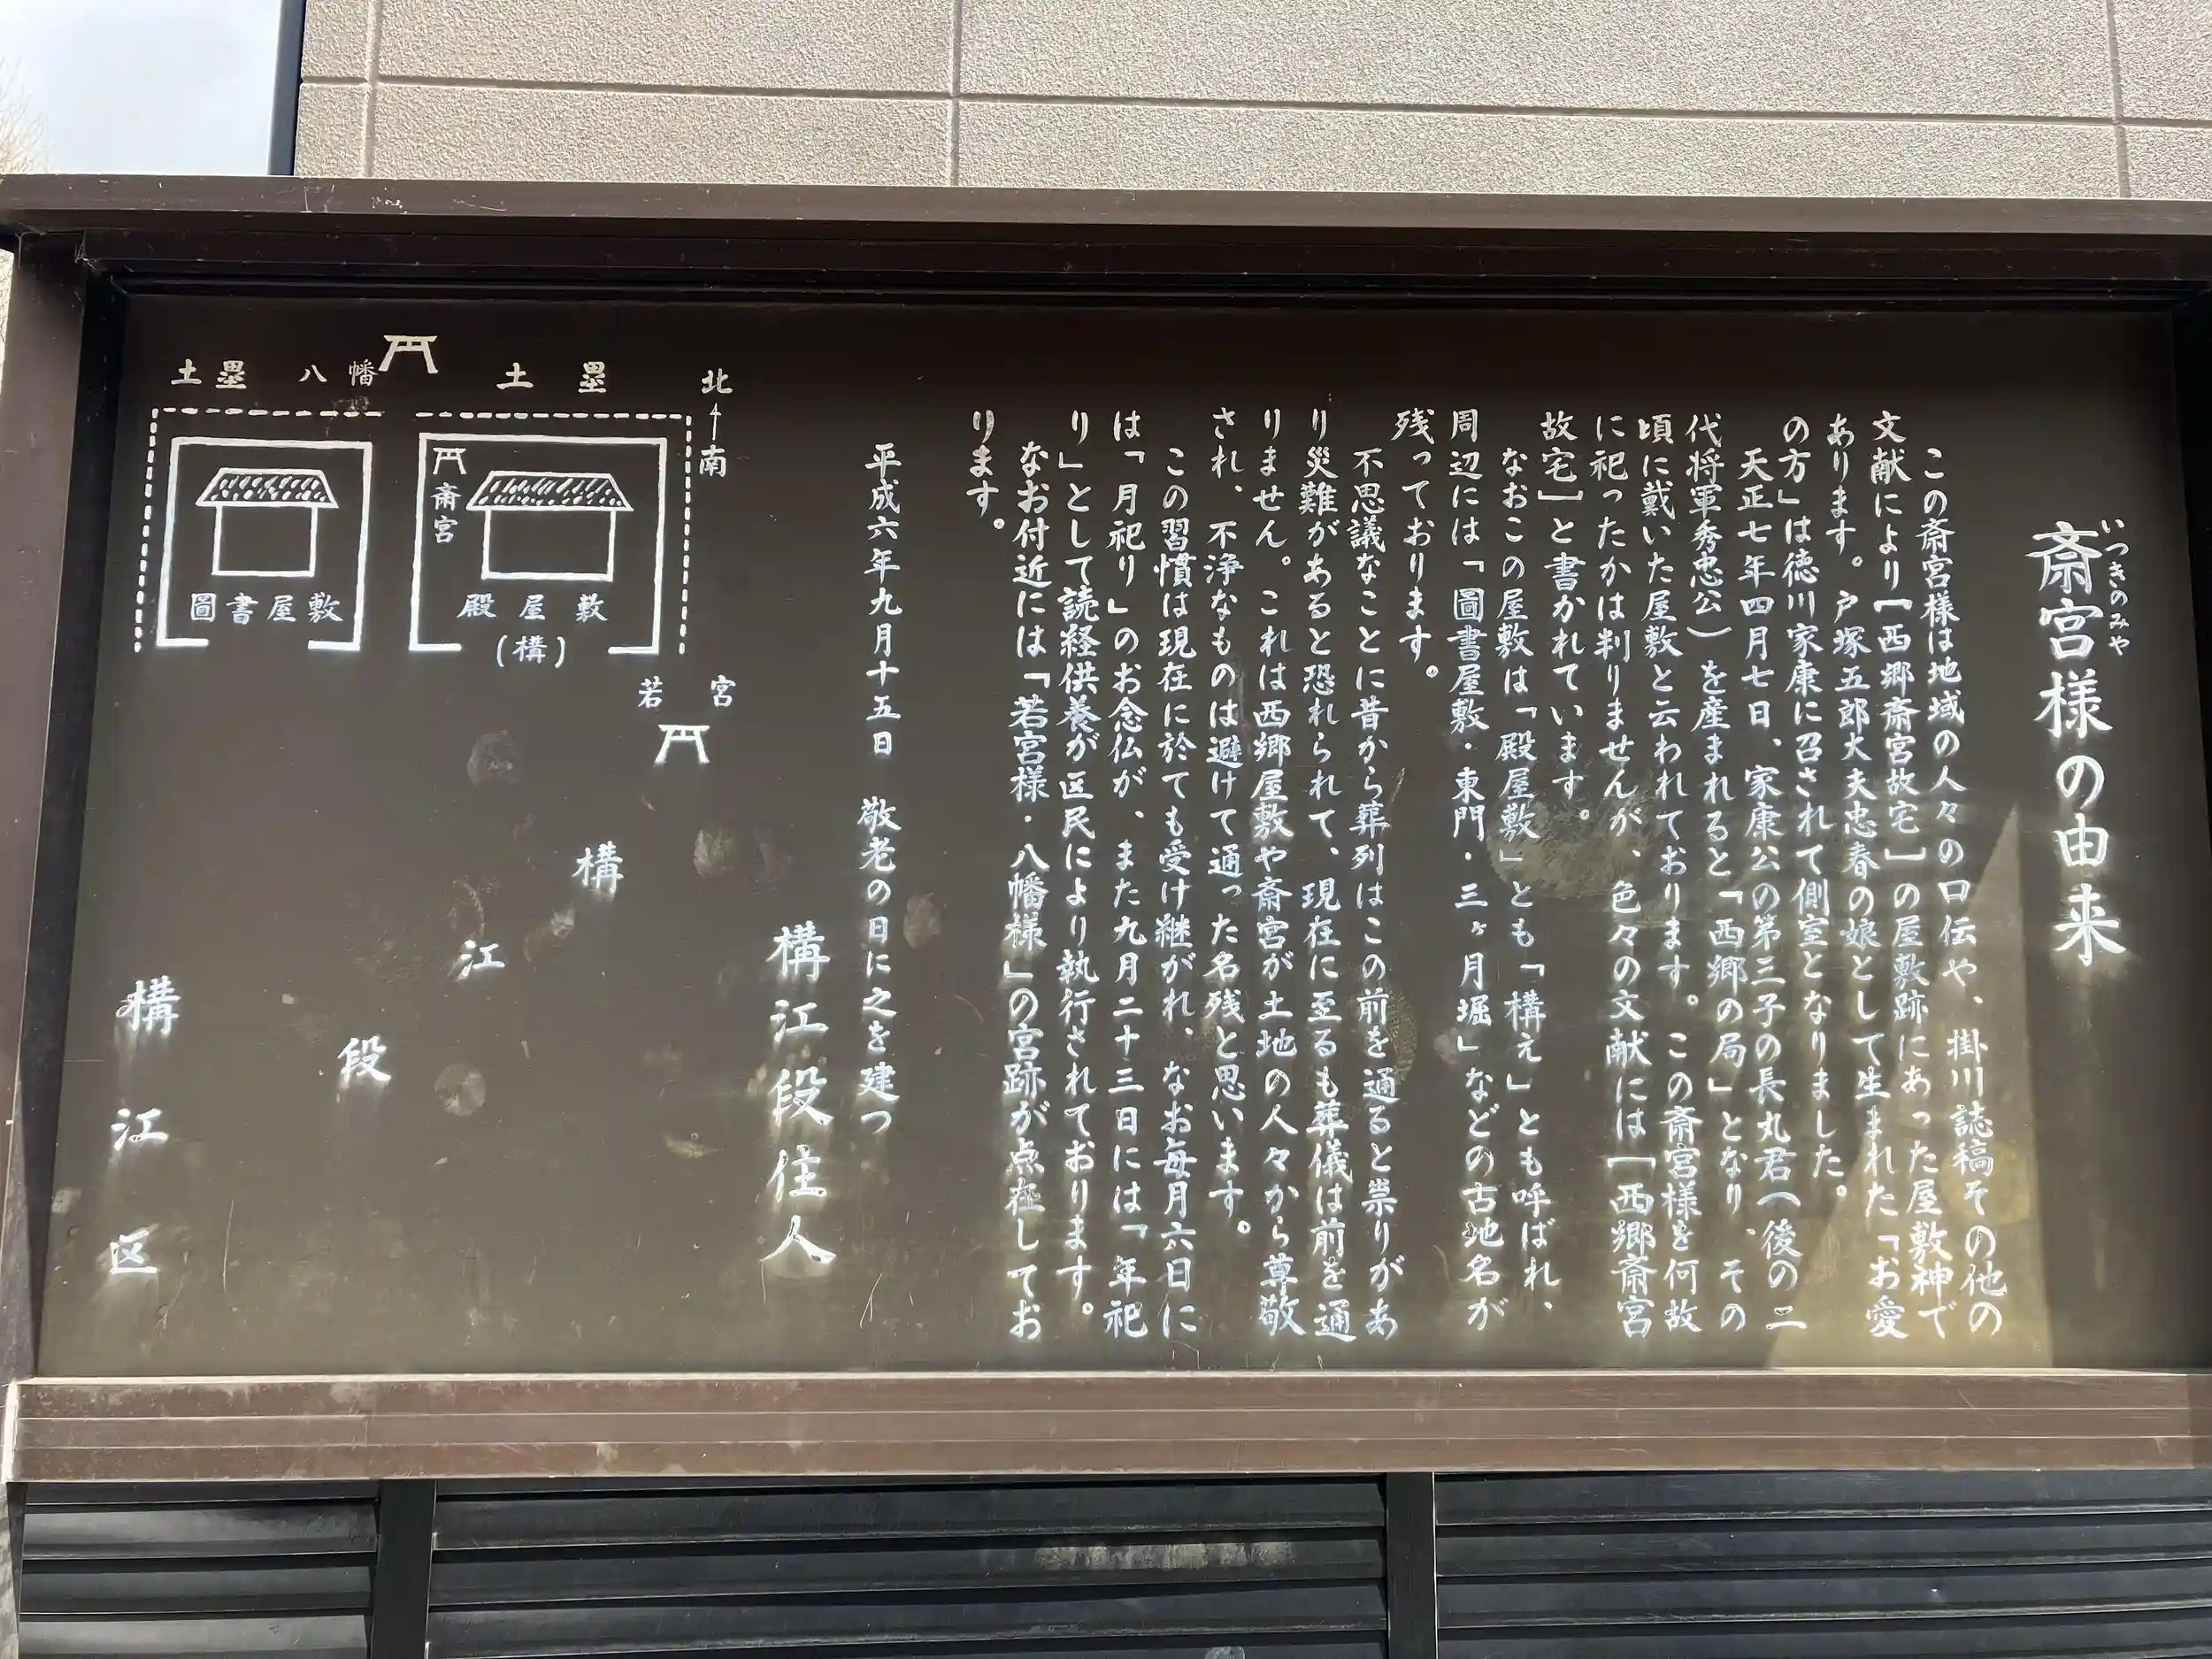 いつきのみや
斎宮様の由来
この斎宮様は地域の人々の口伝や、掛川誌稿その他の
文献により[西郷斎宮故宅]の屋敷跡にあった屋敷神で
あります。戸塚五郎大夫忠春の娘として生まれた「お愛
の方」は徳川家康に召されて側室となりました。
天正七年四月七日、家康公の第三子の長丸君(後の二
代将軍秀忠公)を産まれると「西郷の局」となり、その
頃に戴いた屋敷と云われております。この斎宮様を何故
に祀ったかは判りませんが、色々の文献には[西郷斎宮
故宅]と書かれています。
なおこの屋敷は「殿屋敷」とも「構え」とも呼ばれ、
周辺には「圖書屋敷・東門・三ヶ月堀」などの古地名が
残っております。
不思議なことに昔から葬列はこの前を通ると祟りがあ
り災難があると恐れられて、現在に至るも葬儀は前を通
りません。これは西郷屋敷や斎宮が土地の人々から尊敬
され、不浄なものは避けて通った名残と思います。
この習慣は現在に於ても受け継がれ、なお毎月六日に
は「月祀り」のお念仏が、また九月二十三日には「年祀
り」として読経供養が区民により執行されております。
なお付近には「若宮様・八幡様」の宮跡が点在してお
ります。
平成六年九月十五日 敬老の日に之を建つ
構江段住人
北
南
土塁
八幡
土塁
斎宮
殿屋敷
(構)
圖書屋敷
若宮
構江段
構江区